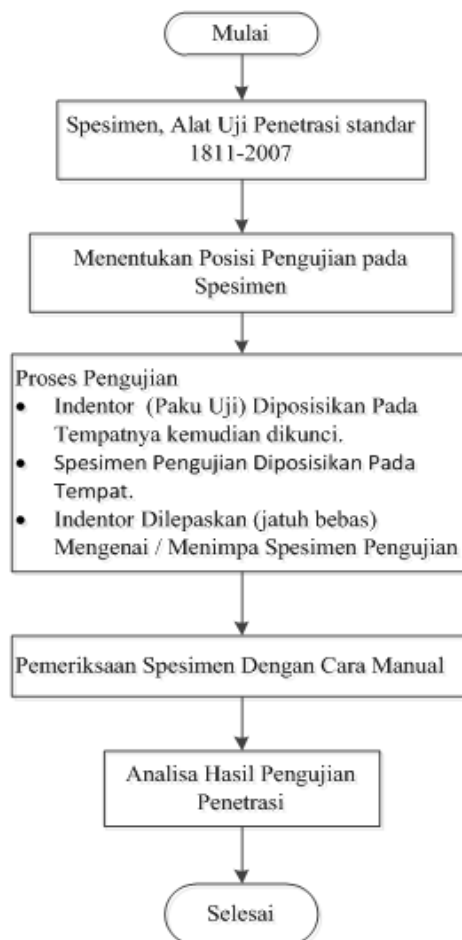 Mulai
Spesimen, Alat Uji Penetrasi standar
1811-2007
Menentukan Posisi Pengujian pada
Spesimen
Proses Pengujian
• Indentor (Paku Uji) Diposisikan Pada
Tempatnya kemudian dikunci.
• Spesimen Pengujian Diposisikan Pada
Tempat.
• Indentor Dilepaskan (jatuh bebas)
Mengenai / Menimpa Spesimen Pengujian
Pemeriksaan Spesimen Dengan Cara Manual
Analisa Hasil Pengujian
Penetrasi
Selesai